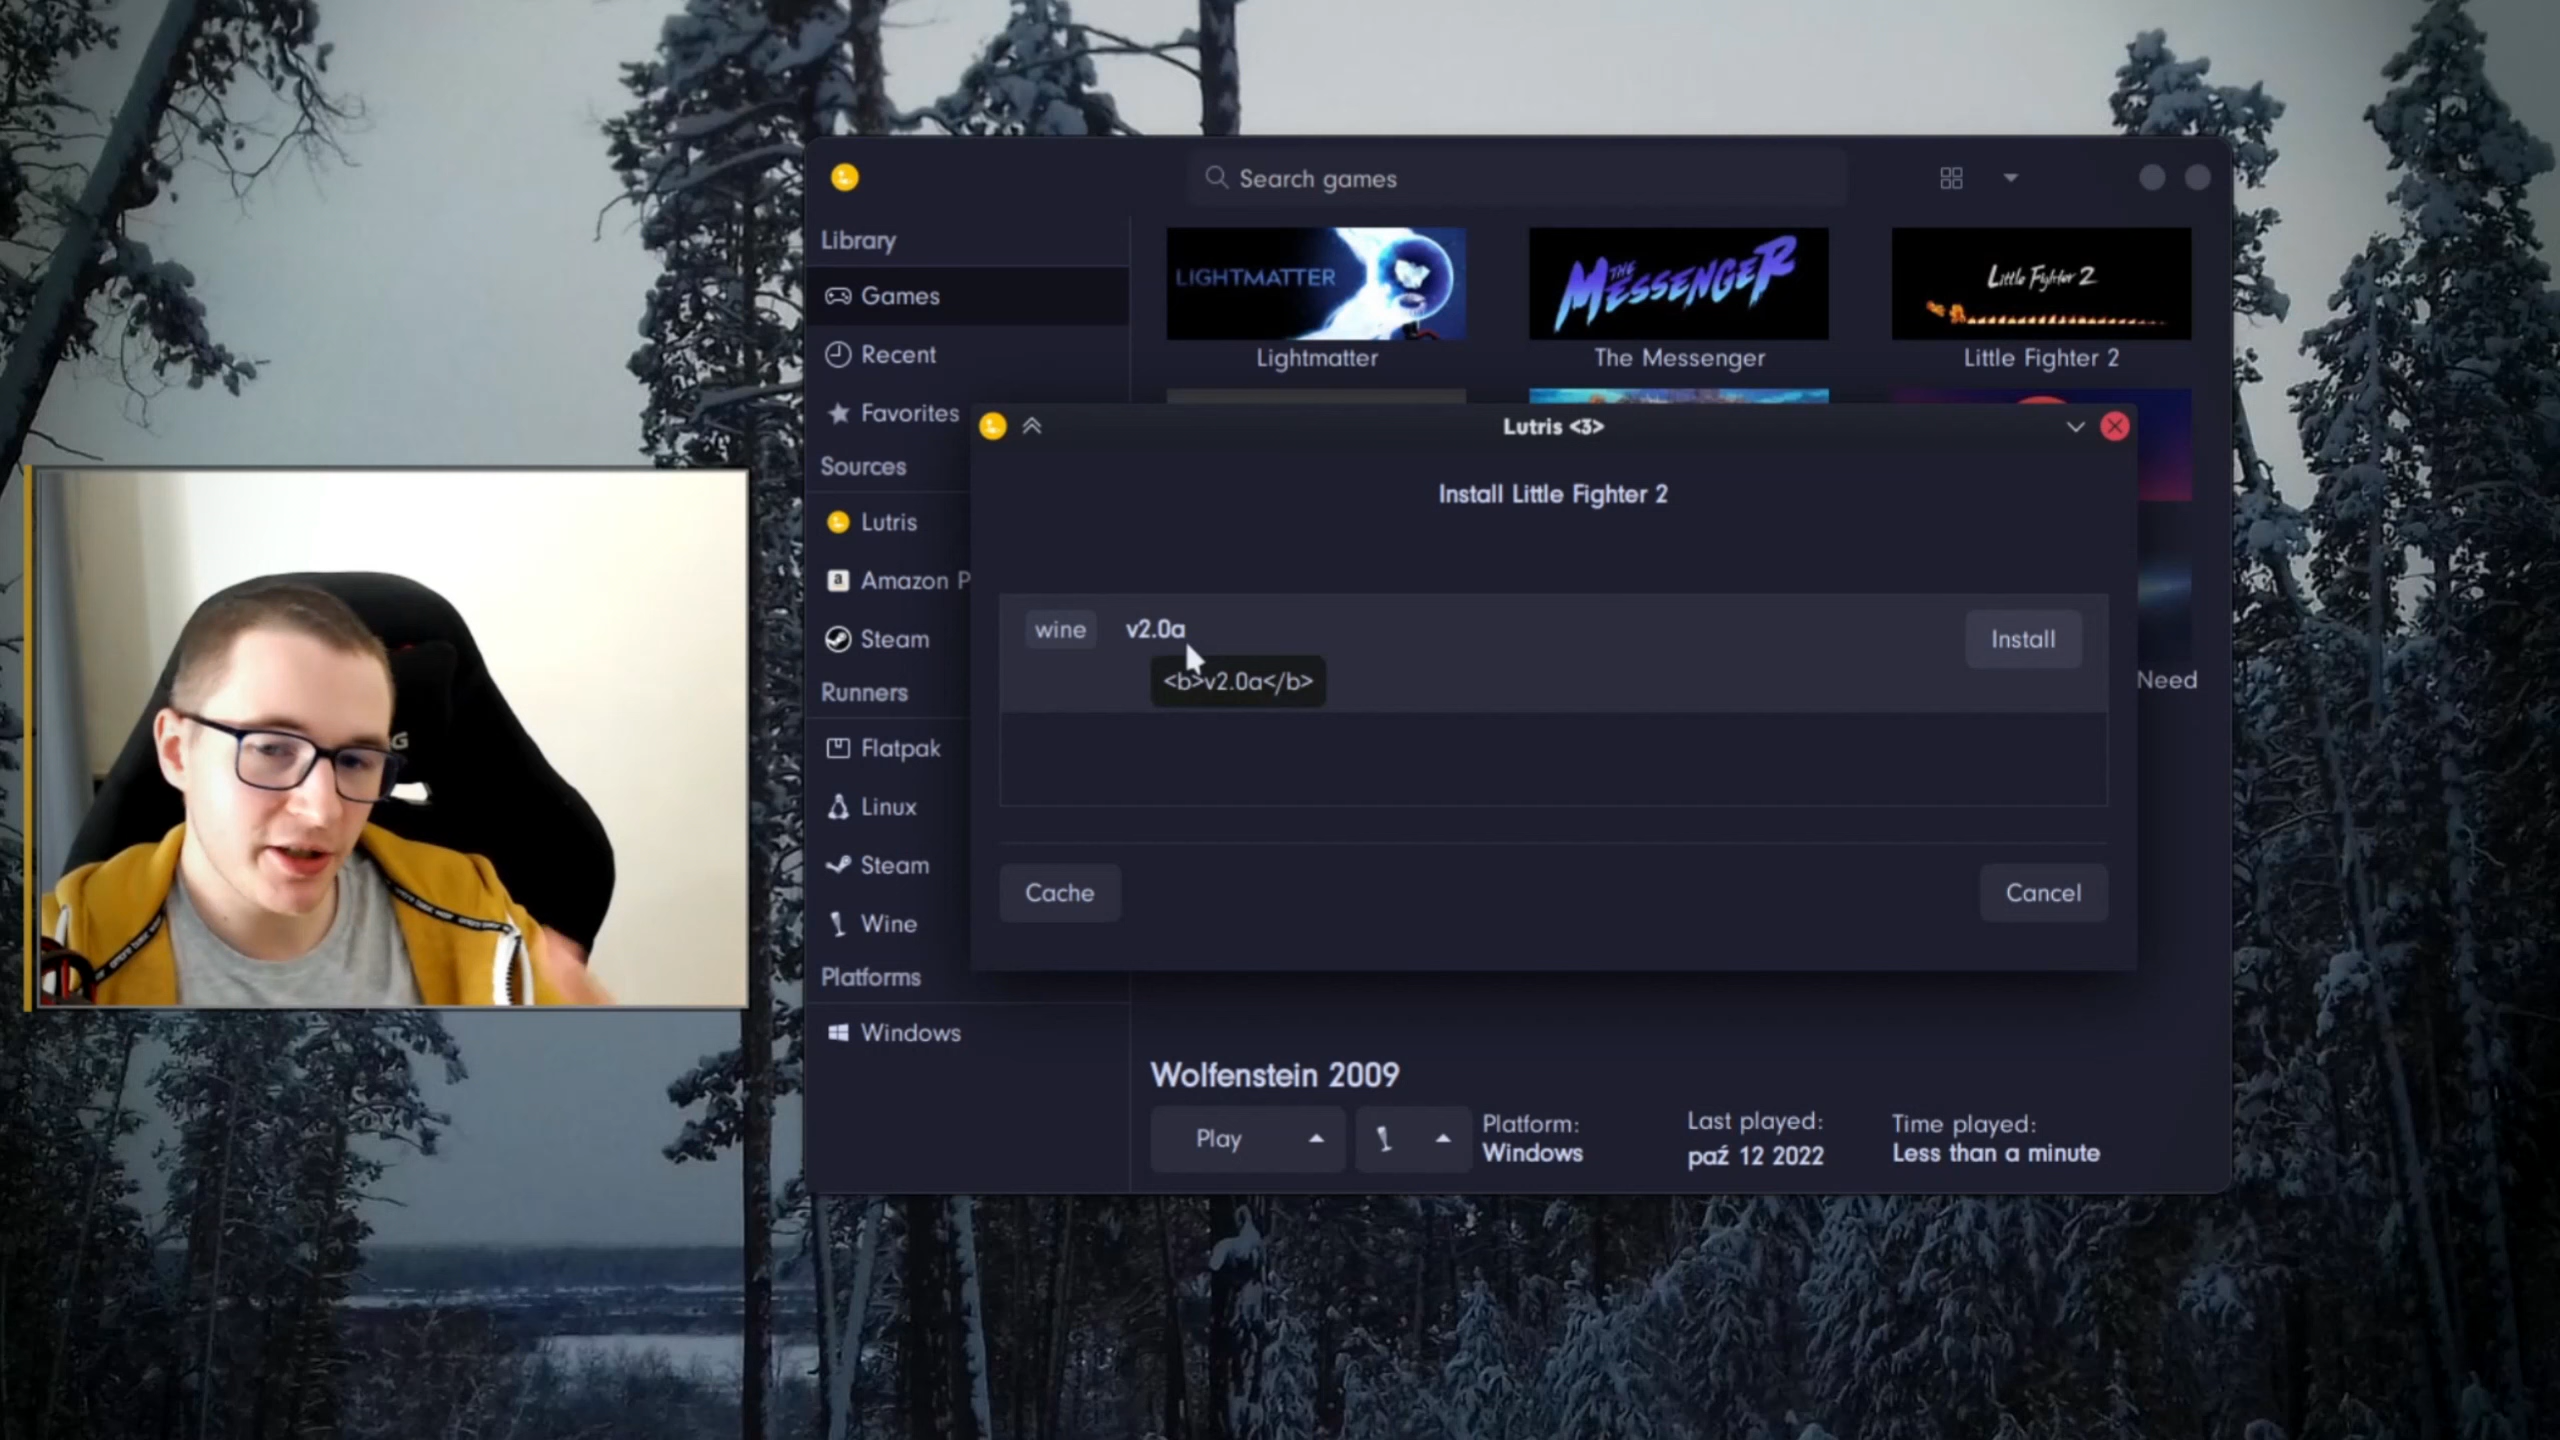 Search games
Library
Games
Recent
Favorites
Sources
Lutris
Amazon P
Steam
Runners
Flatpak
Linux
Steam
Wine
Platforms
Windows
LIGHTMATTER
THE MESSENGER
Little Fighter 2
Lightmatter
The Messenger
Little Fighter 2
Lutris <3>
Install Little Fighter 2
wine
v2.0a
Install
<b>v2.0a</b>
Need
Cache
Cancel
Wolfenstein 2009
Play
Platform:
Windows
Last played:
paź 12 2022
Time played:
Less than a minute